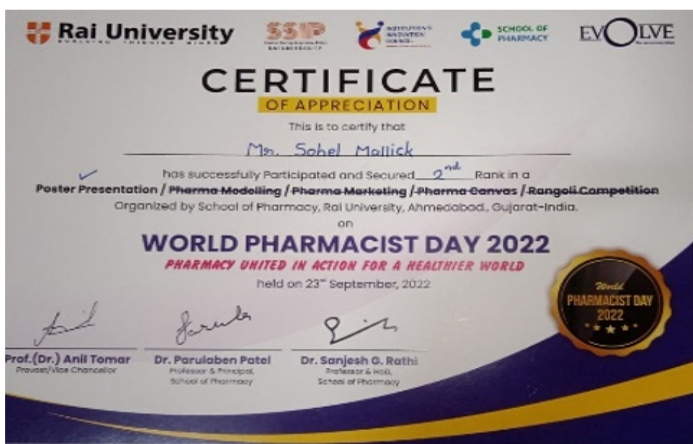 Rai University
SSIP
INSTITUTION'S INNOVATION COUNCIL
SCHOOL OF PHARMACY
EVOLVE
CERTIFICATE
OF APPRECIATION
This is to certify that
Mr. Sohel Mallick
has successfully Participated and Secured 2nd Rank in a
Poster Presentation / Pharma Modelling / Pharma Marketing / Pharma Canvas / Rangoli Competition
Organized by School of Pharmacy, Rai University, Ahmedabad., Gujarat-India.
on
WORLD PHARMACIST DAY 2022
PHARMACY UNITED IN ACTION FOR A HEALTHIER WORLD
held on 23rd September, 2022
World
PHARMACIST DAY
2022
Prof.(Dr.) Anil Tomar
Provost/Vice Chancellor
Dr. Parulaben Patel
Professor & Principal,
School of Pharmacy
Dr. Sanjesh G. Rathi
Professor & HoD,
School of Pharmacy